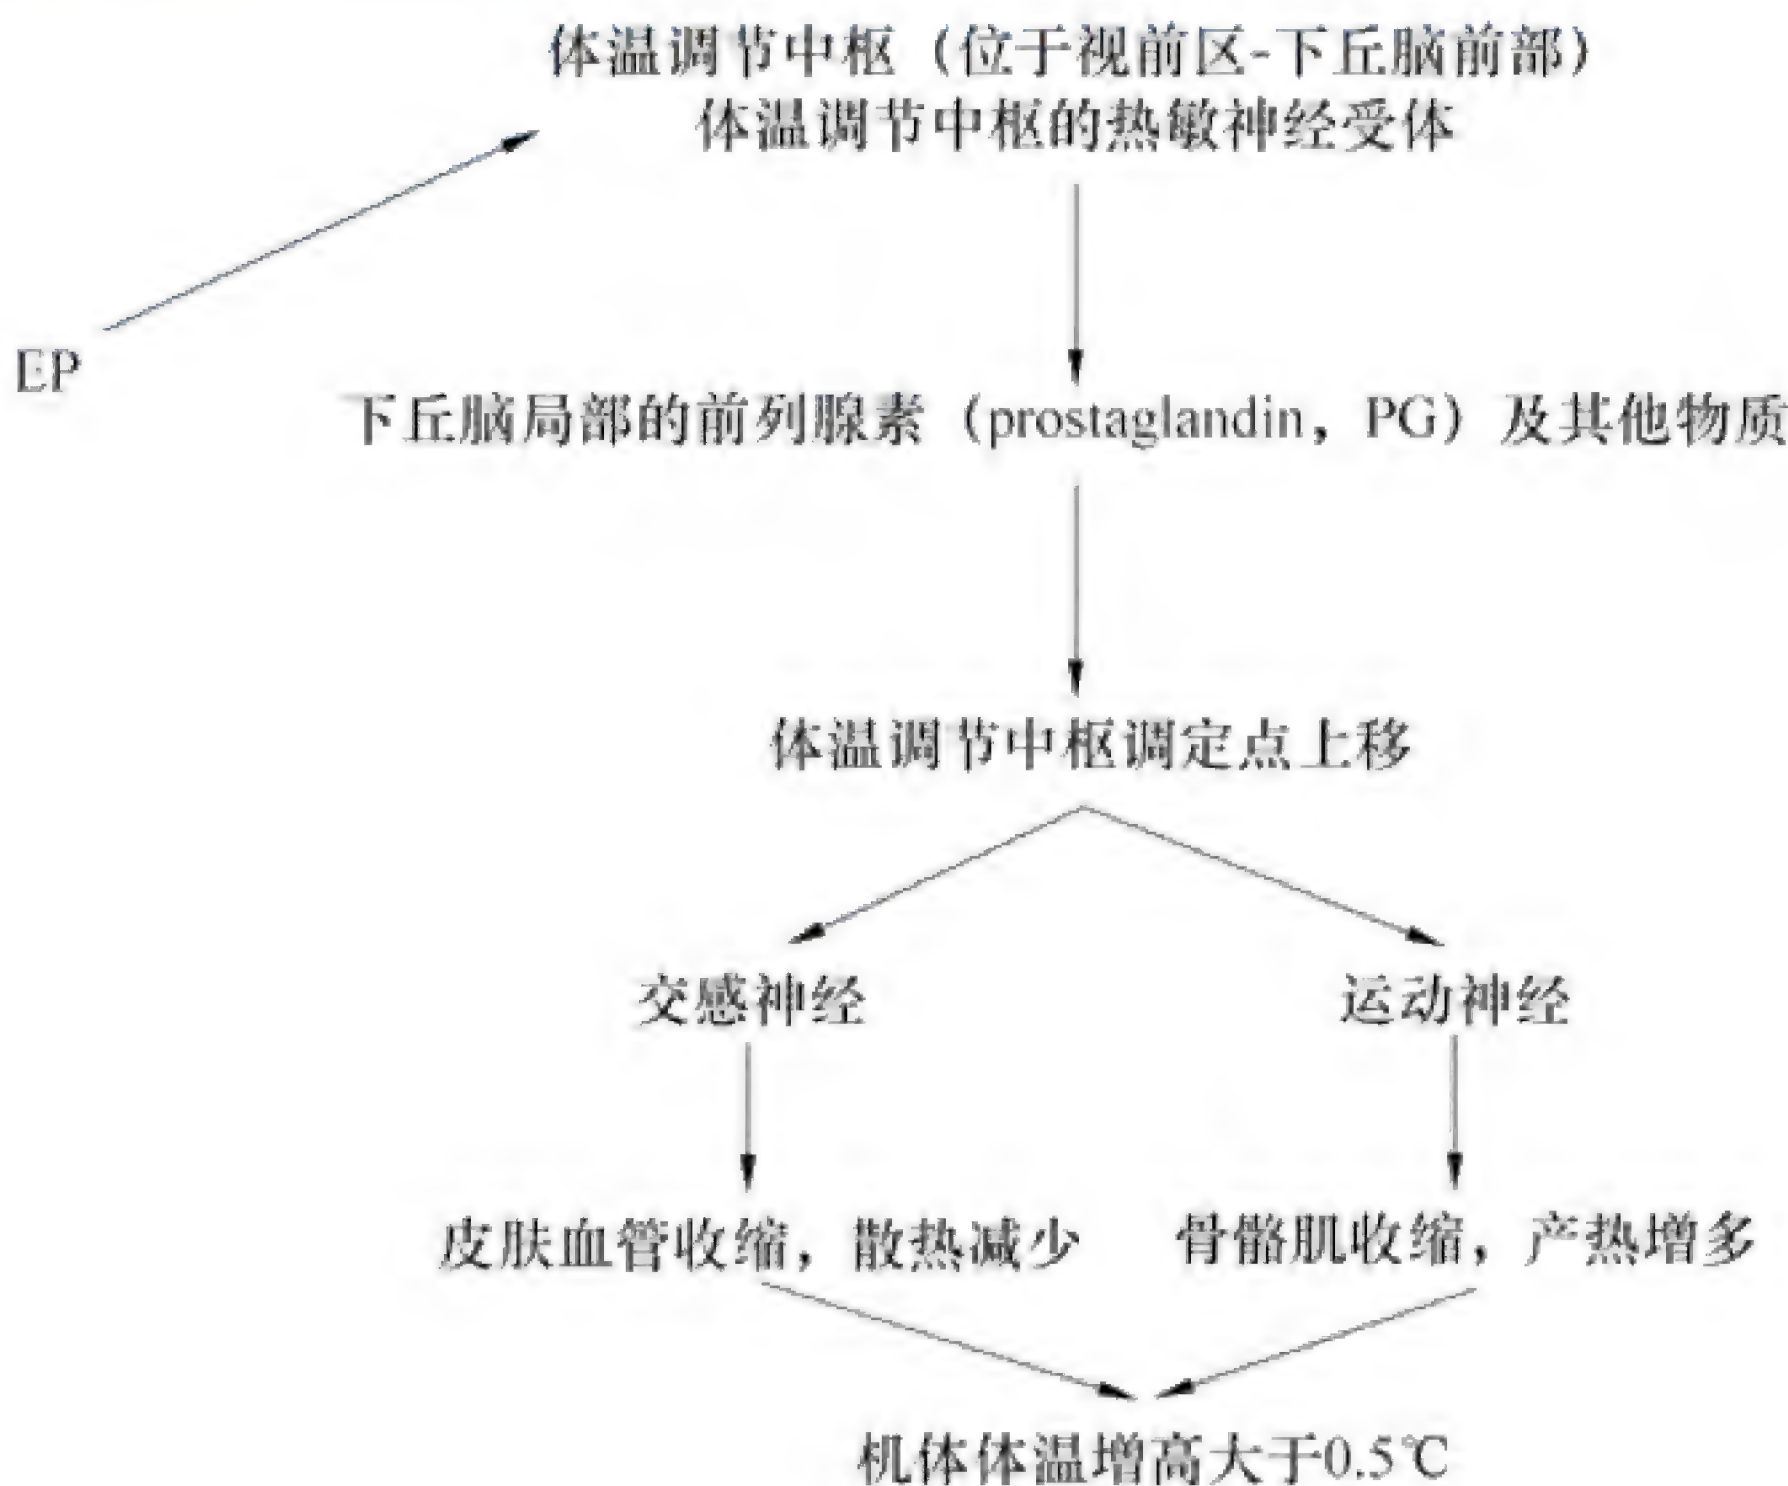 体温调节中枢（位于视前区-下丘脑前部）
体温调节中枢的热敏神经受体
EP
下丘脑局部的前列腺素（prostaglandin，PG）及其他物质
体温调节中枢调定点上移
交感神经
运动神经
皮肤血管收缩，散热减少
骨骼肌收缩，产热增多
机体体温增高大于0.5℃